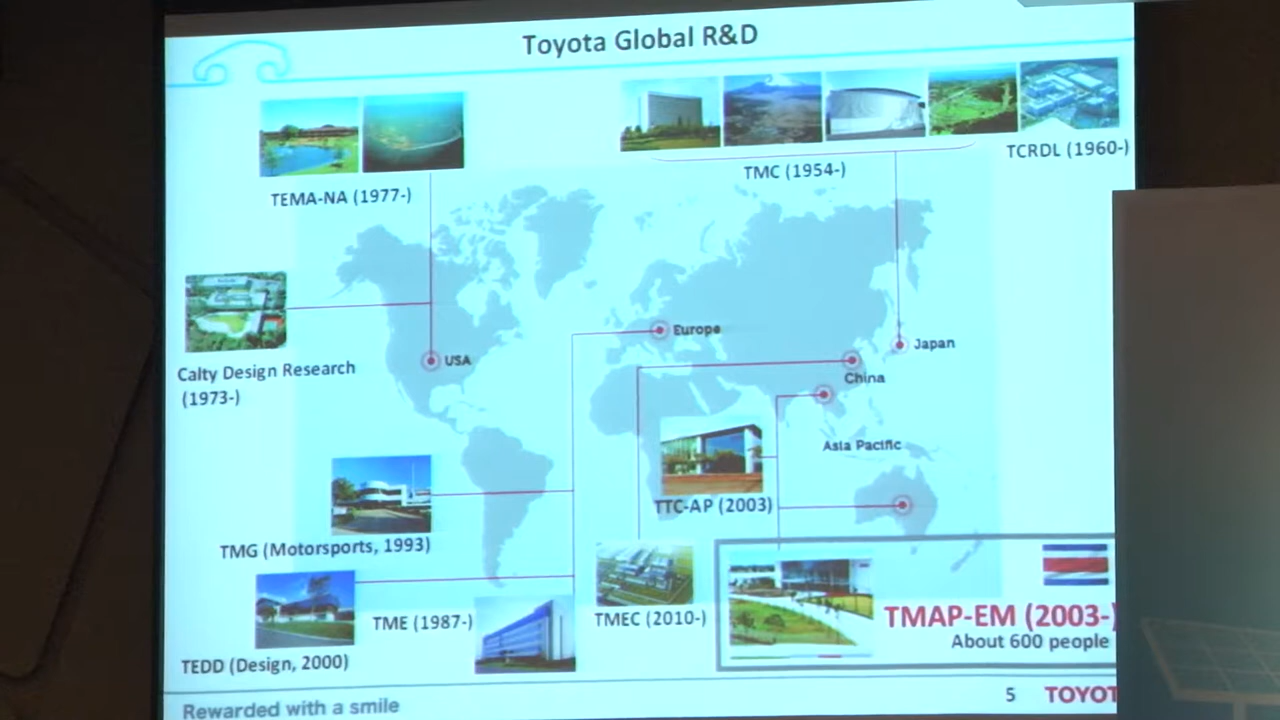 Toyota Global R&D
TEMA-NA (1977-)
TMC (1954-)
TCRDL (1960-)
Calty Design Research
(1973-)
USA
Europe
Japan
China
Asia Pacific
TTC-AP (2003)
TMG (Motorsports, 1993)
TME (1987-)
TMEC (2010-)
TEDD (Design, 2000)
TMAP-EM (2003-)
About 600 people
Rewarded with a smile
5
TOYOT